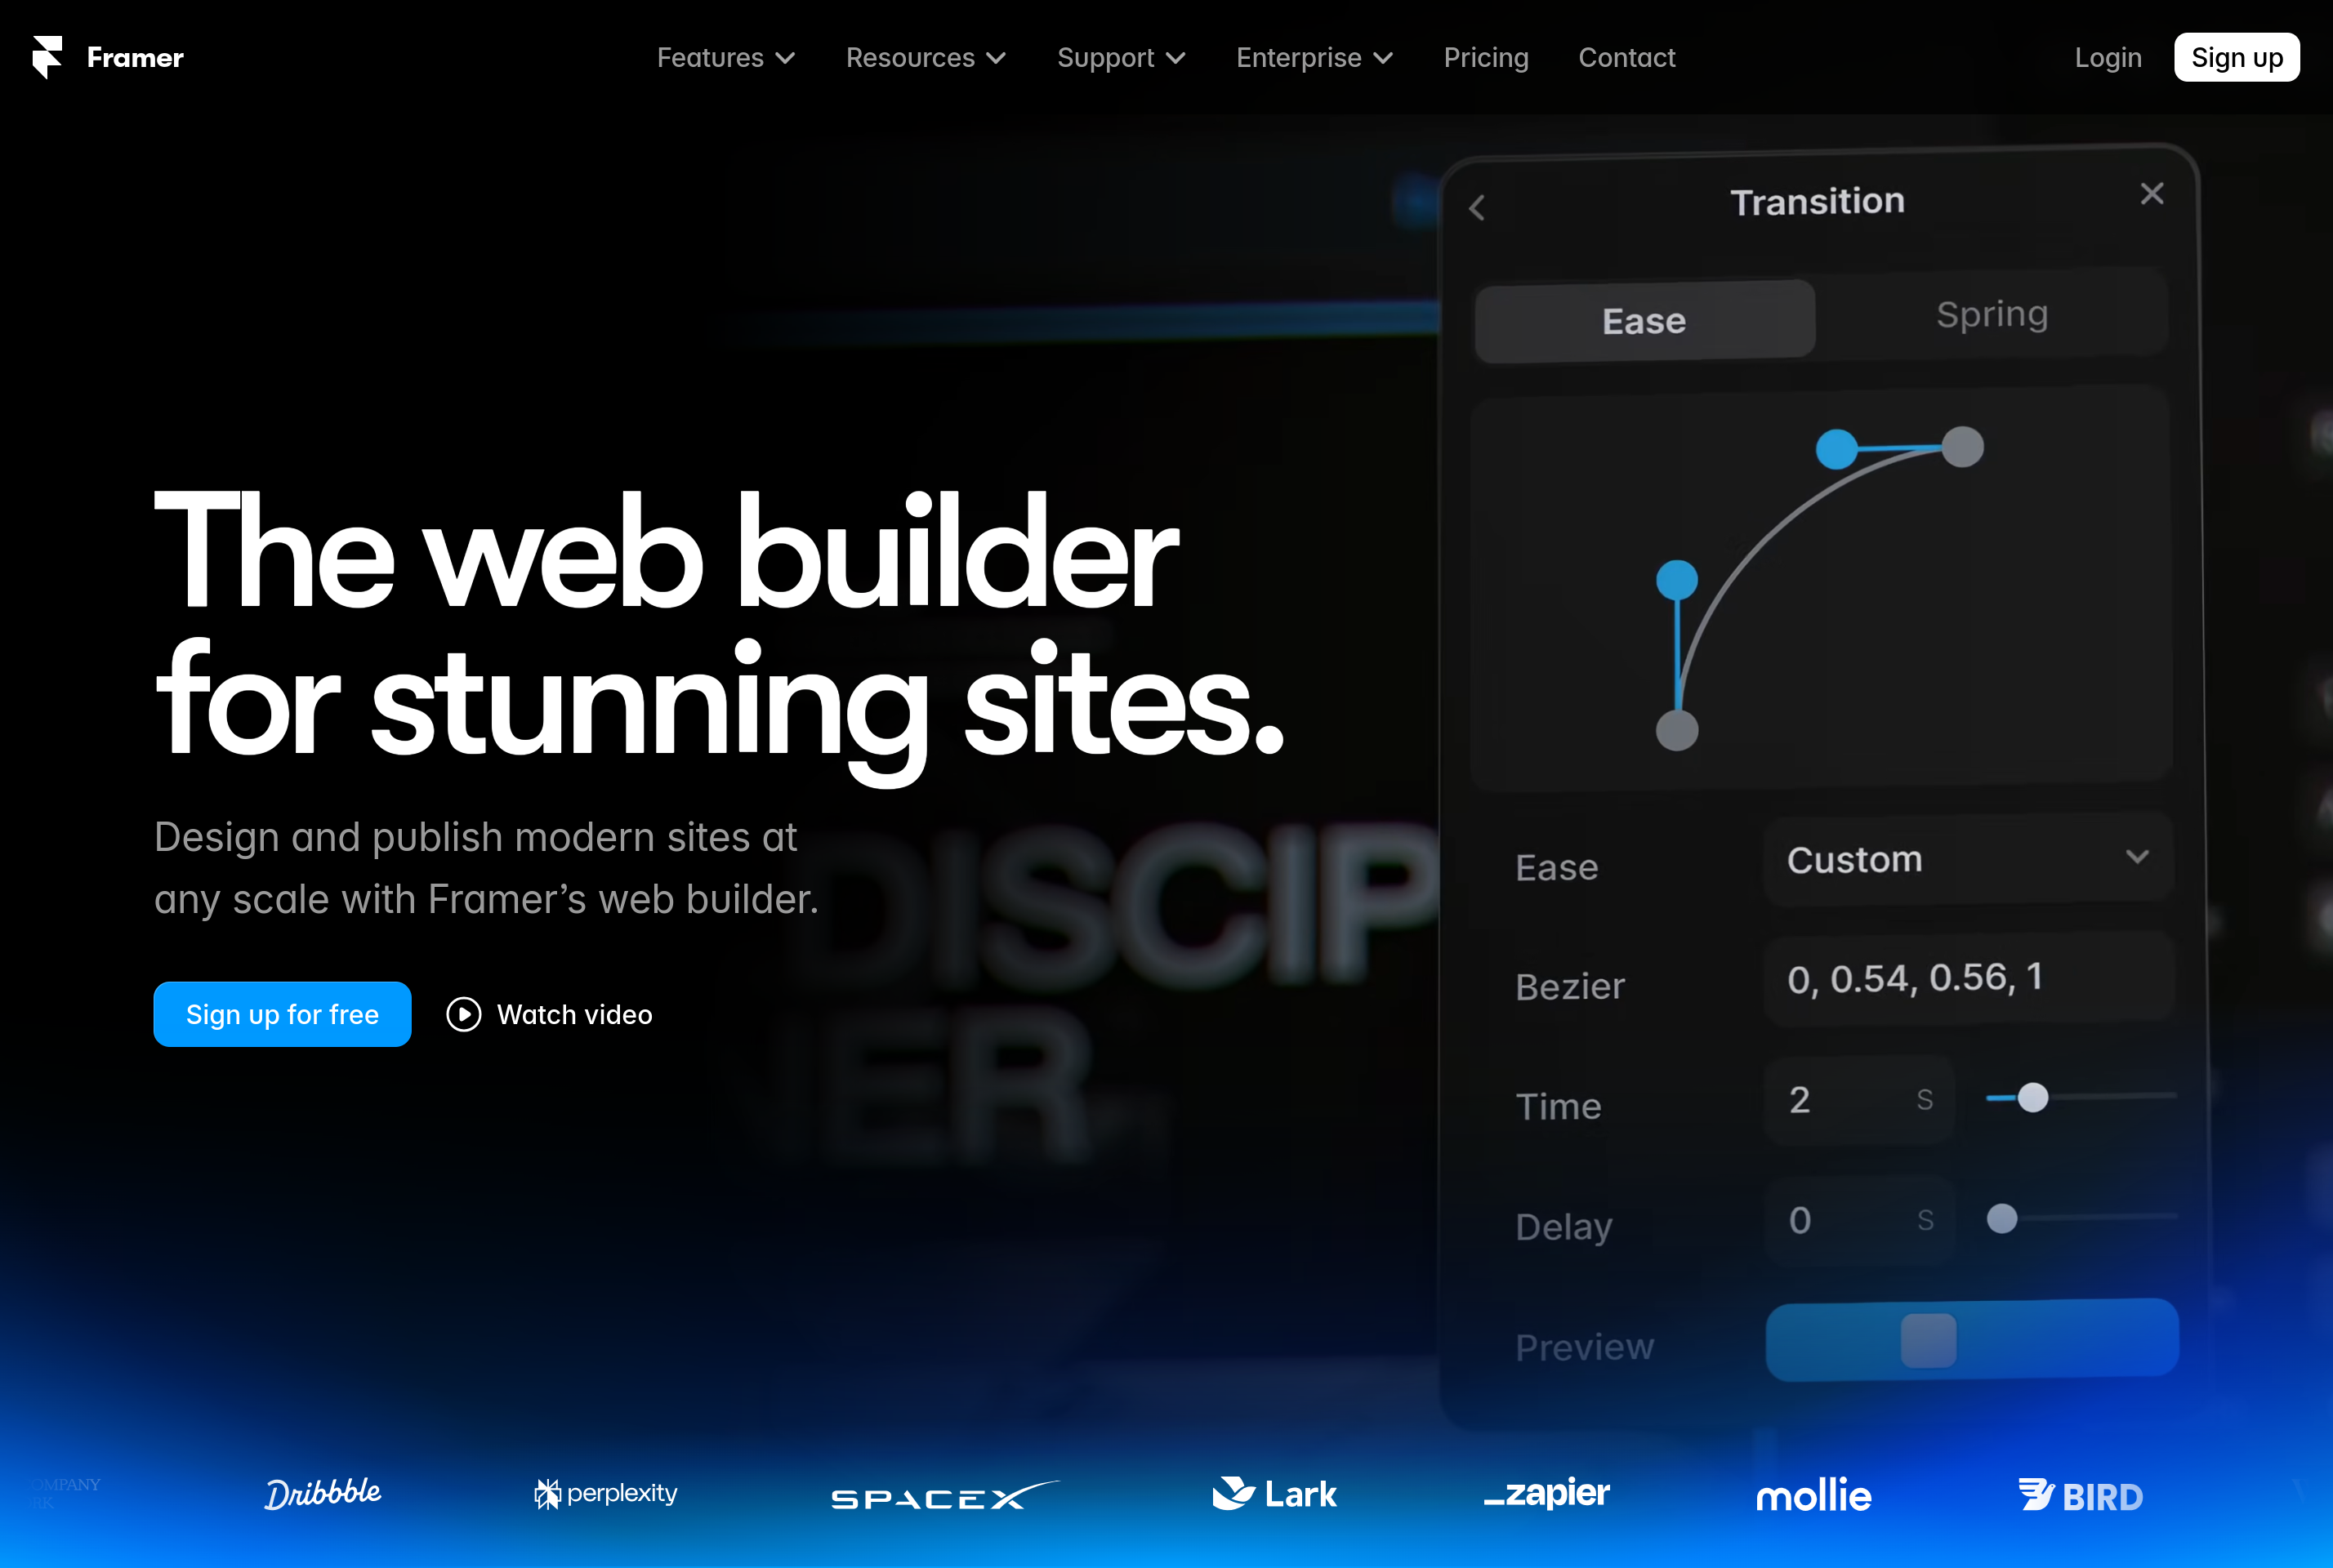 Framer
Features
Resources
Support
Enterprise
Pricing
Contact
Login
Sign up
The web builder
for stunning sites.
Design and publish modern sites at
any scale with Framer’s web builder.
Sign up for free
Watch video
DISCIP
ER
Transition
Ease
Spring
Ease
Custom
Bezier
0, 0.54, 0.56, 1
Time
2
S
Delay
0
S
Preview
OMPANY
RK
Dribbble
perplexity
SPACEX
Lark
zapier
mollie
BIRD